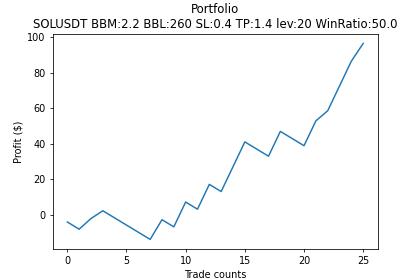 Portfolio
SOLUSDT BBM:2.2 BBL:260 SL:0.4 TP:1.4 lev:20 WinRatio:50.0
100
80
60
40
20
0
Profit ($)
0 5 10 15 20 25
Trade counts